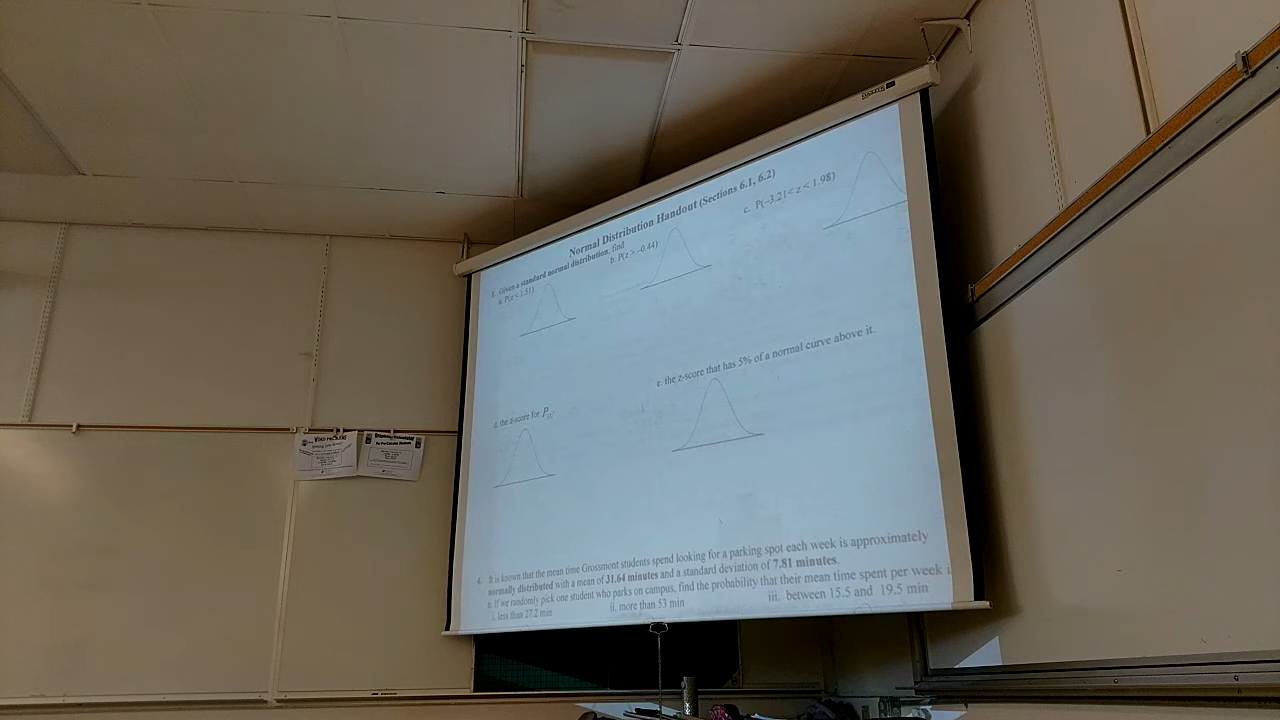 Normal Distribution Handout (Sections 6.1, 6.2)
Given a standard normal distribution, find
a. P(z < 1.51)
b. P(z > −0.44)
c. P(−3.21 < z < 1.98)
d. the z-score for
e. the z-score that has 5% of a normal curve above it.
4. It is known that the mean time Grossmont students spend looking for a parking spot each week is approximately
normally distributed with a mean of 31.64 minutes and a standard deviation of 7.81 minutes.
a. If we randomly pick one student who parks on campus, find the probability that their mean time spent per week i
i. less than 27.2 min
ii. more than 53 min
iii. between 15.5 and 19.5 min
WORD PROBLEMS